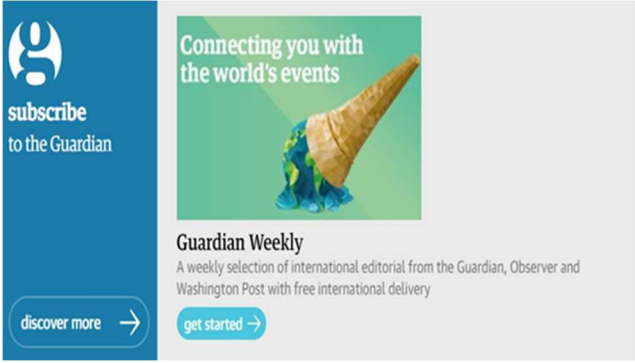 g
subscribe
to the Guardian
discover more
Connecting you with
the world's events
Guardian Weekly
A weekly selection of international editorial from the Guardian, Observer and
Washington Post with free international delivery
get started